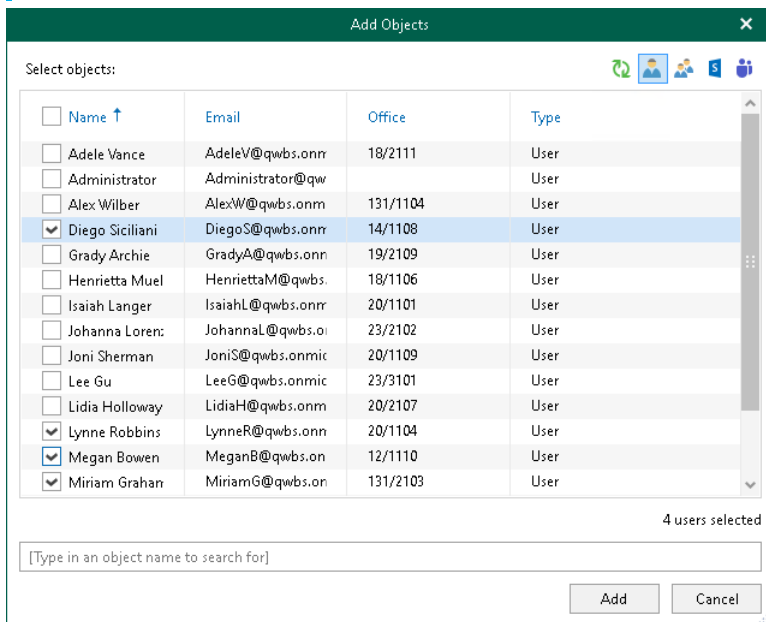 Add Objects
Select objects:
Name Email Office Type
Adele Vance AdeleV@qwbs.onm 18/2111 User
Administrator Administrator@qw User
Alex Wilber AlexW@qwbs.onm 131/1104 User
Diego Siciliani DiegoS@qwbs.onm 14/1108 User
Grady Archie GradyA@qwbs.onn 19/2109 User
Henrietta Muel HenriettaM@qwbs. 18/1106 User
Isaiah Langer IsaiahL@qwbs.onm 20/1101 User
Johanna Lorenz JohannaL@qwbs.o 23/2102 User
Joni Sherman JoniS@qwbs.onmic 20/1109 User
Lee Gu LeeG@qwbs.onmic 23/3101 User
Lidia Holloway LidiaH@qwbs.onm 20/2107 User
Lynne Robbins LynneR@qwbs.onn 20/1104 User
Megan Bowen MeganB@qwbs.on 12/1110 User
Miriam Graham MiriamG@qwbs.on 131/2103 User
4 users selected
[Type in an object name to search for]
Add Cancel